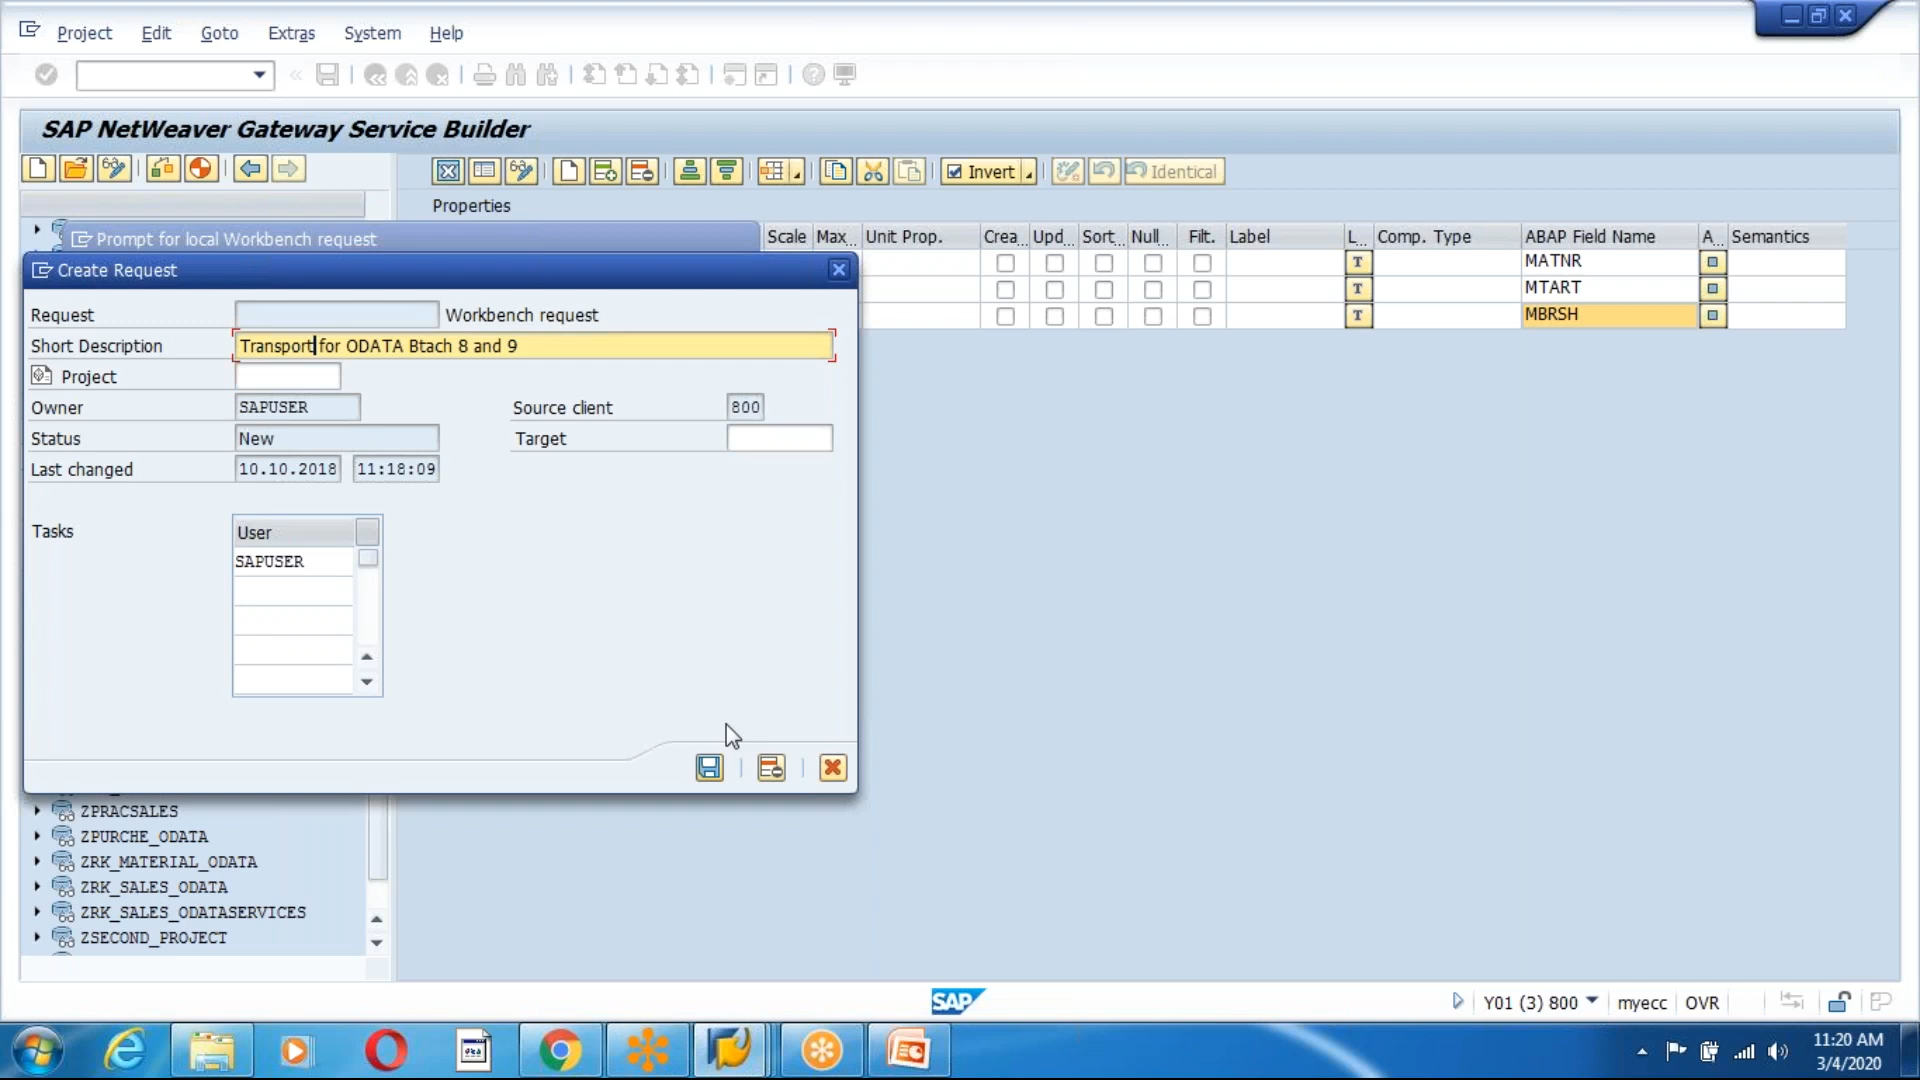 Project Edit Goto Extras System Help
SAP NetWeaver Gateway Service Builder
Invert Identical
Properties
Prompt for local Workbench request
Scale Max... Unit Prop. Crea... Upd... Sort... Null... Filt. Label L... Comp. Type ABAP Field Name A... Semantics
T MATNR
T MTART
T MBRSH
Create Request
Request Workbench request
Short Description Transport for ODATA Btach 8 and 9
Project
Owner SAPUSER Source client 800
Status New Target
Last changed 10.10.2018 11:18:09
Tasks User
SAPUSER
ZPRACSALES
ZPURCHE_ODATA
ZRK_MATERIAL_ODATA
ZRK_SALES_ODATA
ZRK_SALES_ODATASERVICES
ZSECOND_PROJECT
SAP Y01 (3) 800 myecc OVR
11:20 AM
3/4/2020